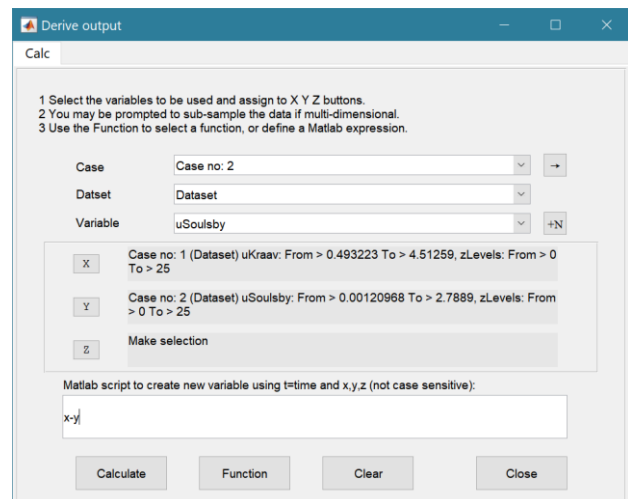 Derive output
Calc
1 Select the variables to be used and assign to X Y Z buttons.
2 You may be prompted to sub-sample the data if multi-dimensional.
3 Use the Function to select a function, or define a Matlab expression.
Case
Case no: 2
→
Datset
Dataset
Variable
uSoulsby
+N
X
Case no: 1 (Dataset) uKraav: From > 0.493223 To > 4.51259, zLevels: From > 0
To > 25
Y
Case no: 2 (Dataset) uSoulsby: From > 0.00120968 To > 2.7889, zLevels: From
> 0 To > 25
Z
Make selection
Matlab script to create new variable using t=time and x,y,z (not case sensitive):
x-y
Calculate
Function
Clear
Close